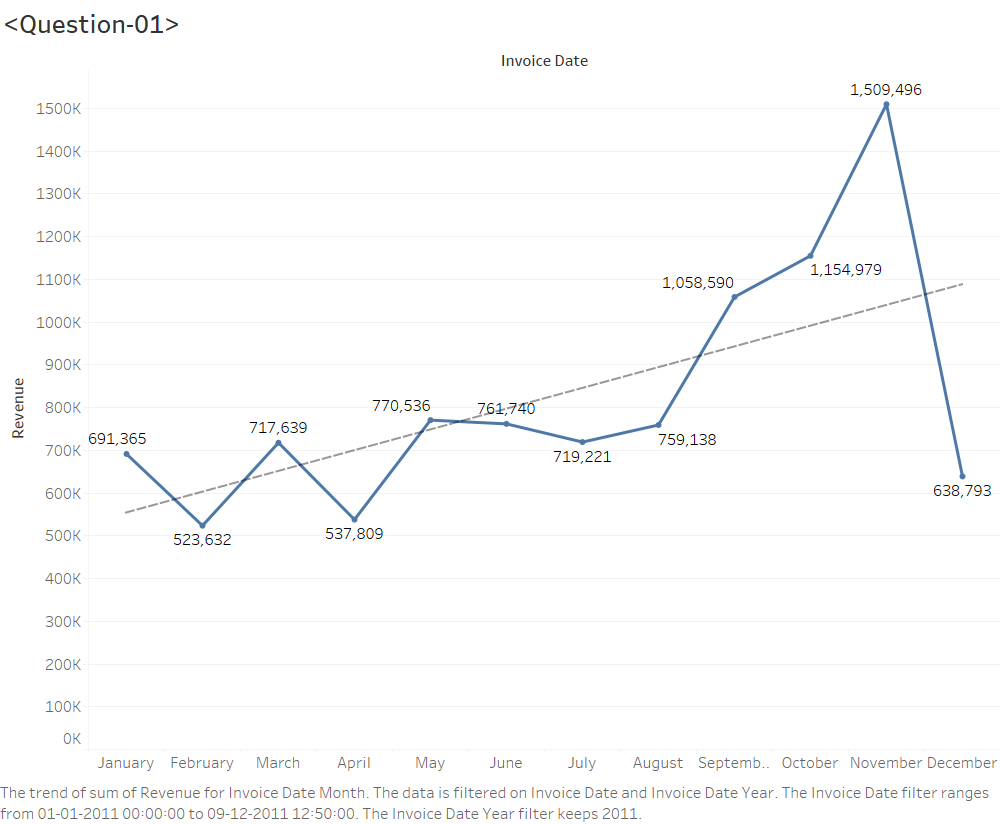 <Question-01>
Invoice Date
1,509,496
1500K
1400K
1300K
1200K
1,154,979
1,058,590
1100K
1000K
900K
800K
770,536
761,740
717,639
691,365
759,138
Revenue
700K
719,221
600K
638,793
523,632
537,809
500K
400K
300K
200K
100K
0K
January February March April May June July August Septemb.. October November December
The trend of sum of Revenue for Invoice Date Month. The data is filtered on Invoice Date and Invoice Date Year. The Invoice Date filter ranges
from 01-01-2011 00:00:00 to 09-12-2011 12:50:00. The Invoice Date Year filter keeps 2011.